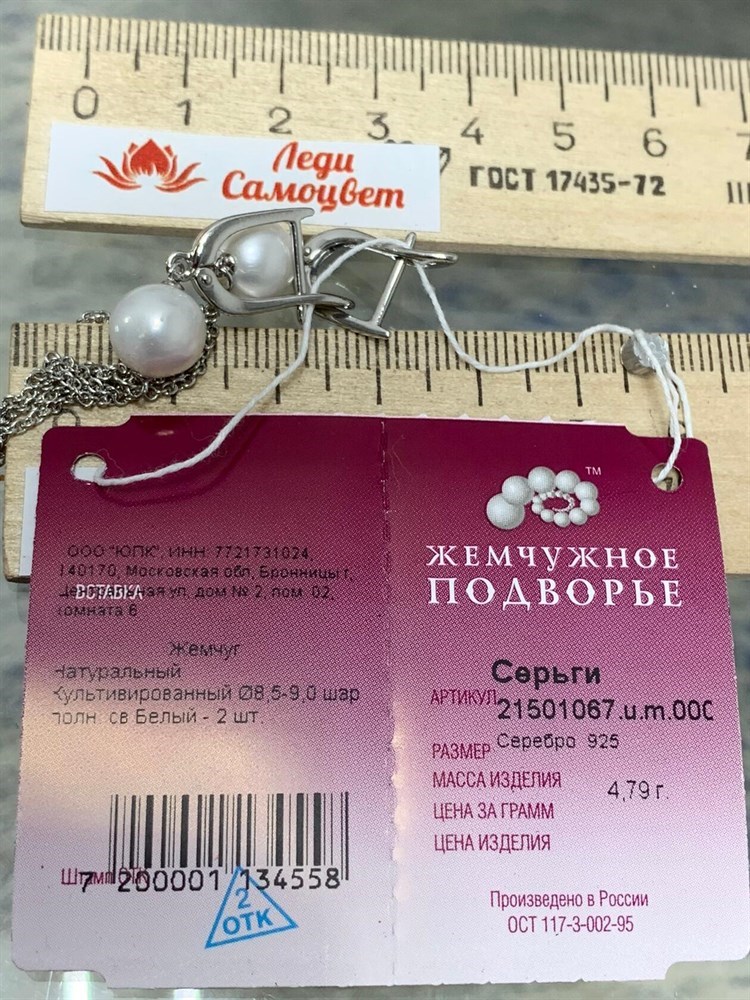 0 1 2 3 4 5 6 7
Леди
Самоцвет
ГОСТ 17435-72
ООО "ЮПК", ИНН: 7721731024,
140170, Московская обл, Бронницы г,
ул, дом № 2, пом. 02,
комната 6
ВСТАВКА
Жемчуг
Натуральный
Культивированный Ø8,5-9,0 шар
полн. св Белый - 2 шт.
Штамп ОТК
7 200001 134558
2
ОТК
TM
ЖЕМЧУЖНОЕ
ПОДВОРЬЕ
Серьги
АРТИКУЛ 21501067.u.m.000
РАЗМЕР Серебро 925
МАССА ИЗДЕЛИЯ 4,79 г.
ЦЕНА ЗА ГРАММ
ЦЕНА ИЗДЕЛИЯ
Произведено в России
ОСТ 117-3-002-95